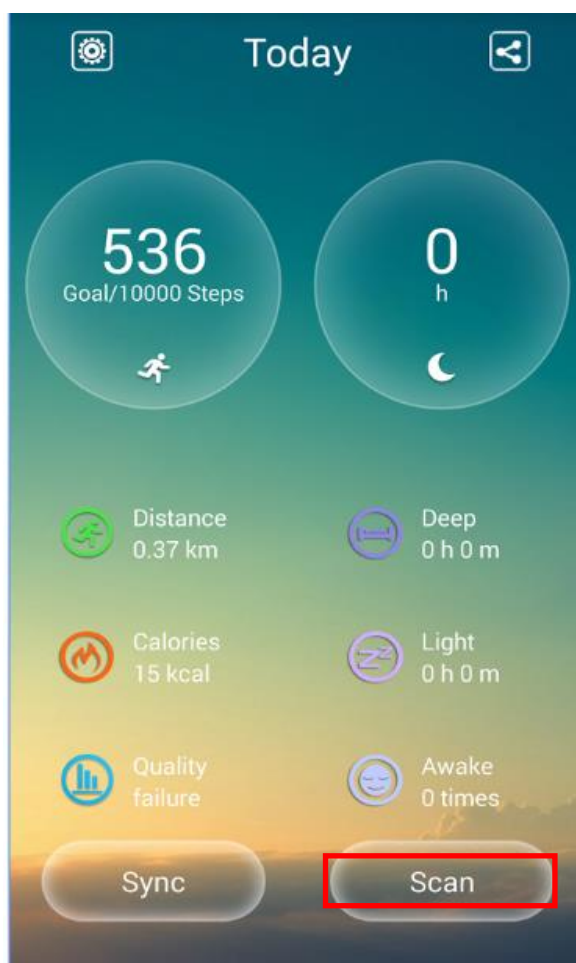 Today
536
Goal/10000 Steps
0
h
Distance
0.37 km
Deep
0 h 0 m
Calories
15 kcal
Light
0 h 0 m
Quality
failure
Awake
0 times
Sync
Scan